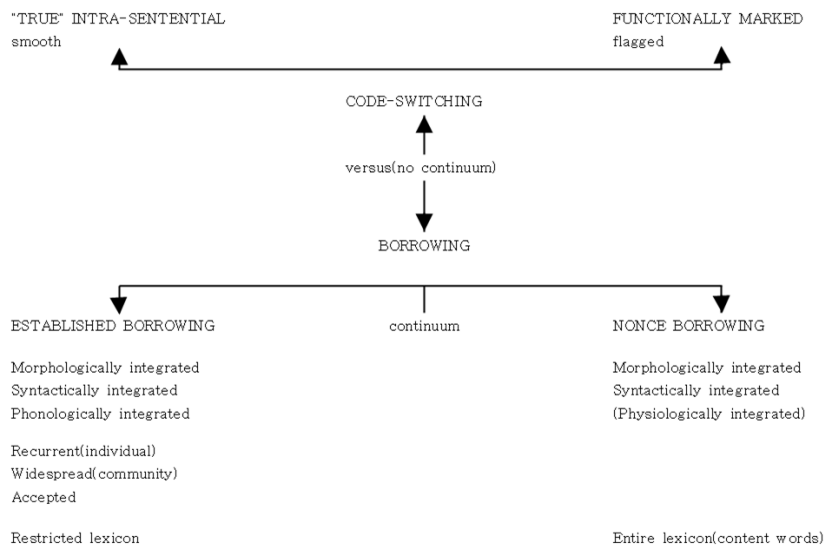 "TRUE" INTRA-SENTENTIAL
smooth
FUNCTIONALLY MARKED
flagged
CODE-SWITCHING
versus(no continuum)
BORROWING
ESTABLISHED BORROWING
continuum
NONCE BORROWING
Morphologically integrated
Syntactically integrated
Phonologically integrated
Morphologically integrated
Syntactically integrated
(Physiologically integrated)
Recurrent(individual)
Widespread(community)
Accepted
Restricted lexicon
Entire lexicon(content words)